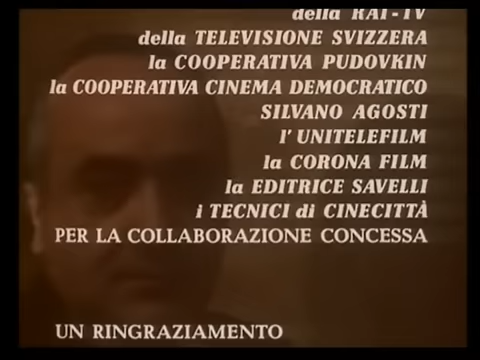 della RAI-TV
della TELEVISIONE SVIZZERA
la COOPERATIVA PUDOVKIN
la COOPERATIVA CINEMA DEMOCRATICO
SILVANO AGOSTI
l'UNITELEFILM
la CORONA FILM
la EDITRICE SAVELLI
i TECNICI di CINECITTÀ
PER LA COLLABORAZIONE CONCESSA
UN RINGRAZIAMENTO